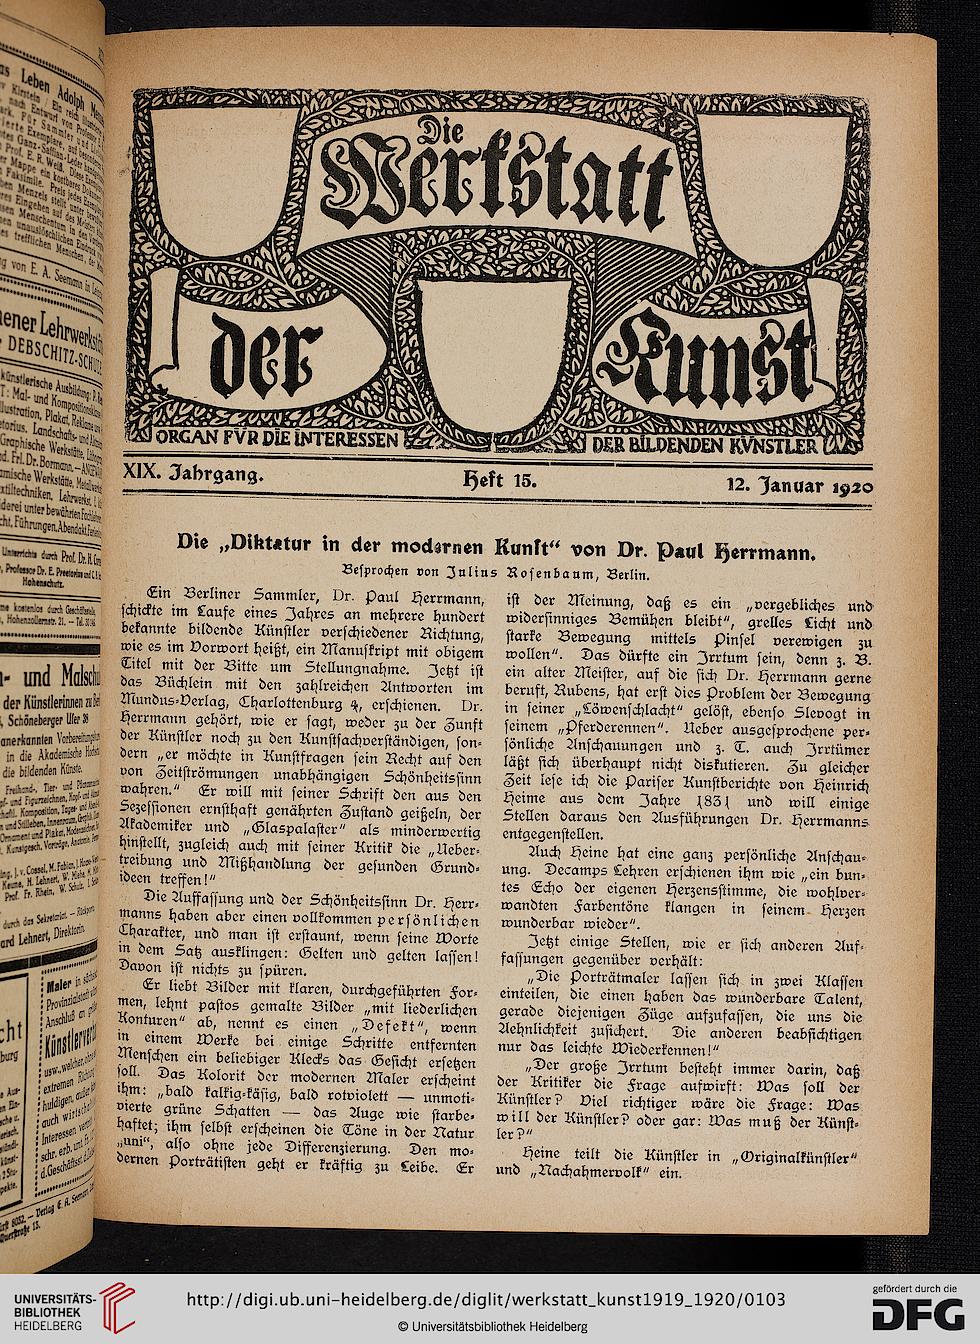 Die
Werkstatt
der
Kunst
ORGAN FVR DIE INTERESSEN
DER BILDENDEN KVNSTLER
XIX. Jahrgang.
Heft 15.
12. Januar 1920
Die „Diktatur in der modernen Kunst“ von Dr. Paul Herrmann.
Besprochen von Julius Rosenbaum, Berlin.
Ein Berliner Sammler, Dr. Paul Herrmann,
schickte im Laufe eines Jahres an mehrere hundert
bekannte bildende Künstler verschiedener Richtung,
wie es im Vorwort heißt, ein Manuskript mit obigem
Titel mit der Bitte um Stellungnahme. Jetzt ist
das Büchlein mit den zahlreichen Antworten im
Mundus-Verlag, Charlottenburg 4, erschienen. Dr.
Herrmann gehört, wie er sagt, weder zu der Zunft
der Künstler noch zu den Kunstsachverständigen, son-
dern „er möchte in Kunstfragen sein Recht auf den
von Zeitströmungen unabhängigen Schönheitssinn
wahren.“ Er will mit seiner Schrift den aus den
Sezessionen ernsthaft genährten Zustand geißeln, der
Akademiker und „Glaspalaster“ als minderwertig
hinstellt, zugleich auch mit seiner Kritik die „Ueber-
treibung und Mißhandlung der gesunden Grund-
ideen treffen!“
Die Auffassung und der Schönheitssinn Dr. Herr-
manns haben aber einen vollkommen persönlichen
Charakter, und man ist erstaunt, wenn seine Worte
in dem Satz ausklingen: Gelten und gelten lassen!
Davon ist nichts zu spüren.
Er liebt Bilder mit klaren, durchgeführten For-
men, lehnt pastos gemalte Bilder „mit liederlichen
Konturen“ ab, nennt es einen „Defekt“, wenn
in einem Werke bei einige Schritte entfernten
Menschen ein beliebiger Klecks das Gesicht ersetzen
soll. Das Kolorit der modernen Maler erscheint
ihm: „bald kalkig-käsig, bald rotviolett — unmoti-
vierte grüne Schatten — das Auge wie starbe-
haftet; ihm selbst erscheinen die Töne in der Natur
„uni“, also ohne jede Differenzierung. Den mo-
dernen Porträtisten geht er kräftig zu Leibe. Er
ist der Meinung, daß es ein „vergebliches und
widersinniges Bemühen bleibt“, grelles Licht und
starke Bewegung mittels Pinsel verewigen zu
wollen“. Das dürfte ein Irrtum sein, denn z. B.
ein alter Meister, auf die sich Dr. Herrmann gerne
beruft, Rubens, hat erst dies Problem der Bewegung
in seiner „Löwenschlacht“ gelöst, ebenso Slevogt in
seinem „Pferderennen“. Ueber ausgesprochene per-
sönliche Anschauungen und z. T. auch Irrtümer
läßt sich überhaupt nicht diskutieren. Zu gleicher
Zeit lese ich die Pariser Kunstberichte von Heinrich
Heime aus dem Jahre 1831 und will einige
Stellen daraus den Ausführungen Dr. Herrmanns
entgegenstellen.
Auch Heine hat eine ganz persönliche Anschau-
ung. Decamps Lehren erschienen ihm wie „ein bun-
tes Echo der eigenen Herzensstimme, die wohlver-
wandten Farbentöne klangen in seinem Herzen
wunderbar wieder“.
Jetzt einige Stellen, wie er sich anderen Auf-
fassungen gegenüber verhält:
„Die Porträtmaler lassen sich in zwei Klassen
einteilen, die einen haben das wunderbare Talent,
gerade diejenigen Züge aufzufassen, die uns die
Aehnlichkeit zusichert. Die anderen beabsichtigen
nur das leichte Wiederkennen!“
„Der große Irrtum besteht immer darin, daß
der Kritiker die Frage aufwirft: Was soll der
Künstler? Viel richtiger wäre die Frage: Was
will der Künstler? oder gar: Was muß der Künst-
ler?“
Heine teilt die Künstler in „Originalkünstler“
und „Nachahmervolk“ ein.
UNIVERSITÄTS-
BIBLIOTHEK
HEIDELBERG
http://digi.ub.uni-heidelberg.de/diglit/werkstatt_kunst1919_1920/0103
© Universitätsbibliothek Heidelberg
gefördert durch die
DFG